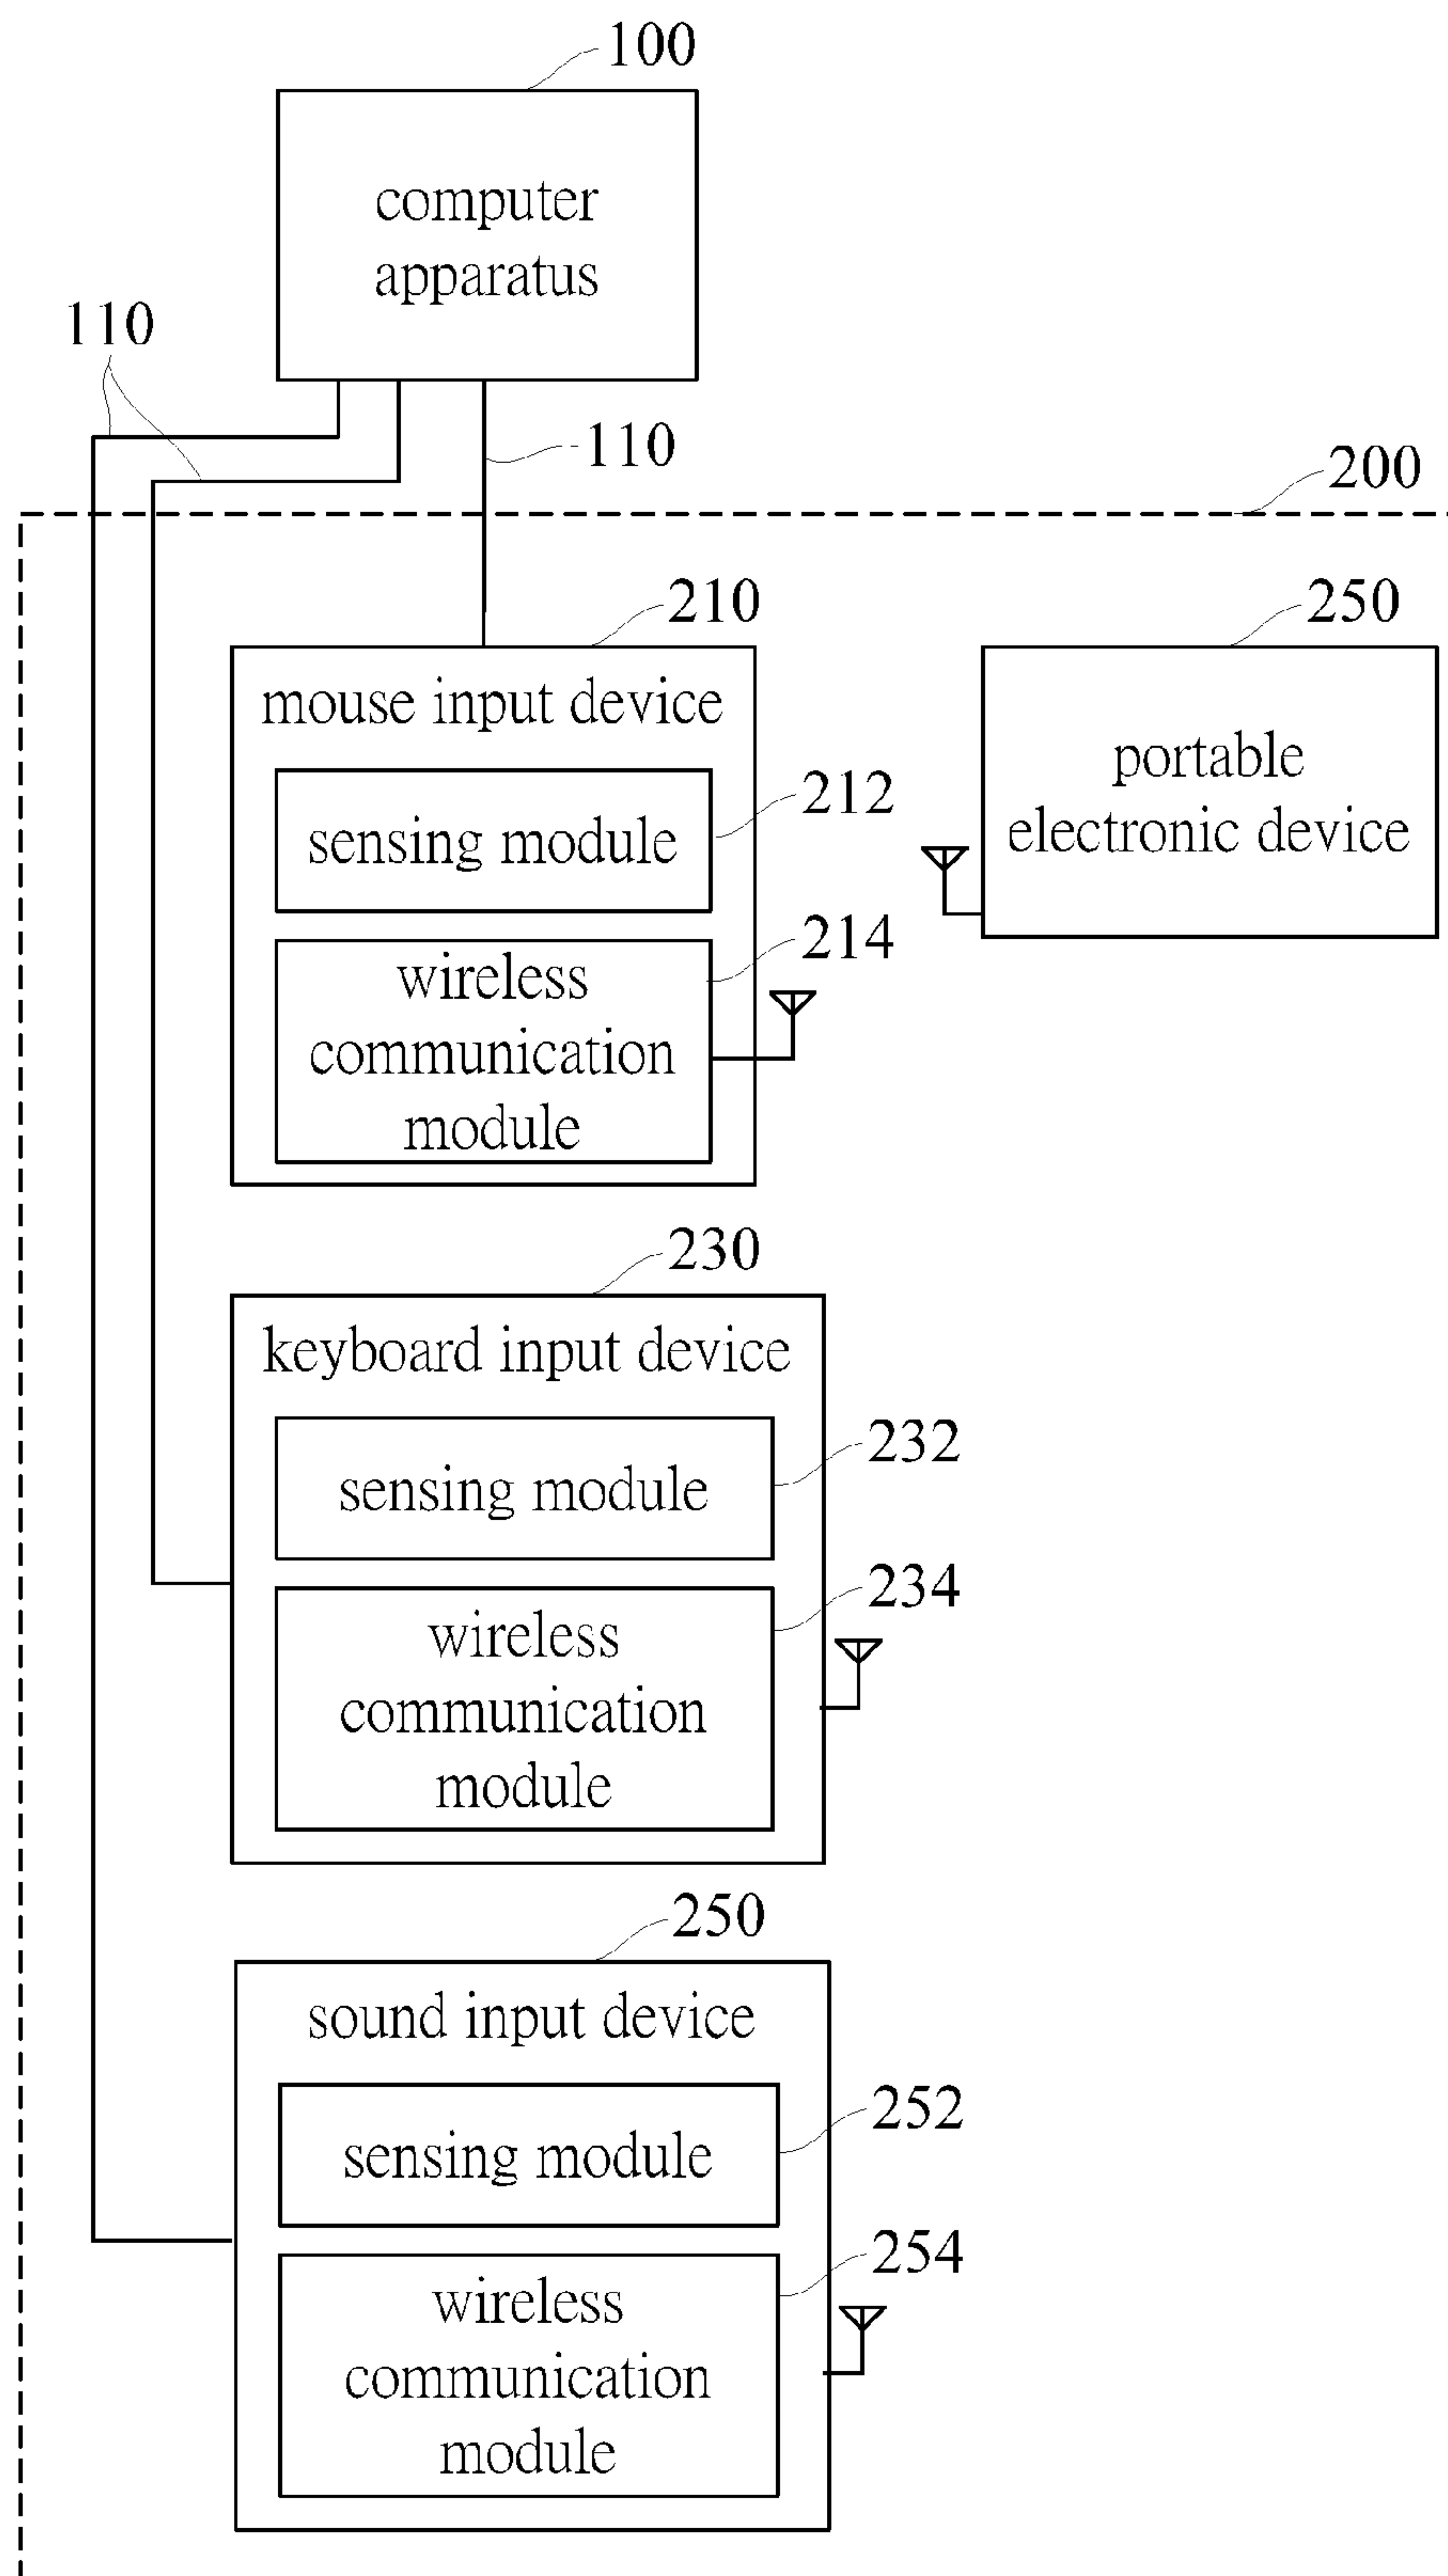 100
computer
apparatus
110
110
200
210
250
mouse input device
portable
electronic device
212
sensing module
214
wireless
communication
module
230
keyboard input device
232
sensing module
234
wireless
communication
module
250
sound input device
252
sensing module
254
wireless
communication
module